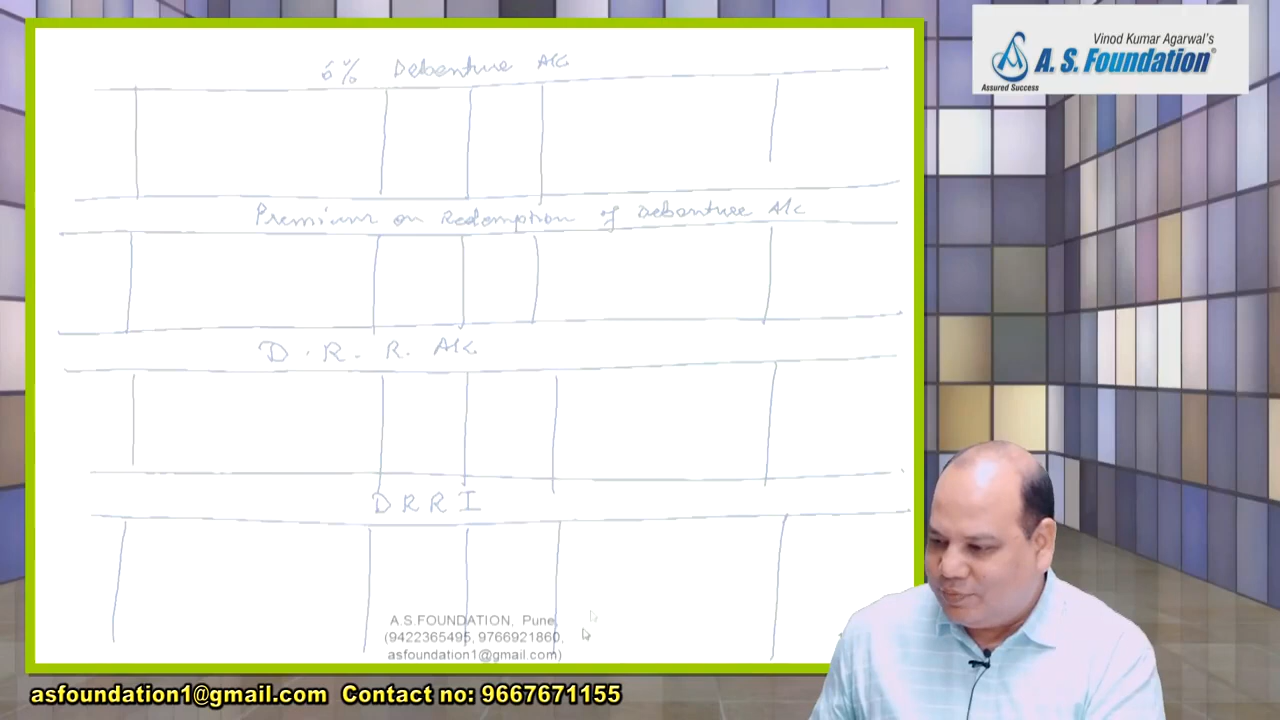 6% Debenture A/c
Premium on Redemption of Debenture A/c
D. R. R. A/c.
D R R I
A.S.FOUNDATION, Pune,
(9422365495, 9766921860,
asfoundation1@gmail.com)
Vinod Kumar Agarwal's
A. S. Foundation®
Assured Success
asfoundation1@gmail.com Contact no: 9667671155